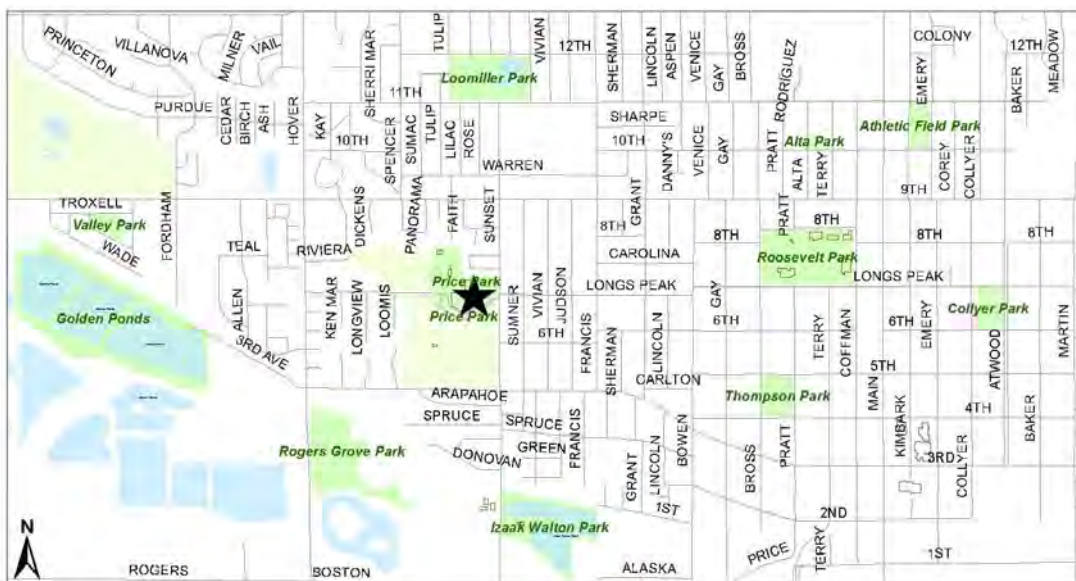 COLONY
12TH
12TH
MEADOW
BAKER
EMERY
RODRIGUEZ
BROSS
GAY
VENICE
ASPEN
LINCOLN
SHERMAN
12TH
VIVIAN
TULIP
SHERRI MAR
VAIL
MILNER
VILLANOVA
PRINCETON
Loomiller Park
11TH
PURDUE
CEDAR
BIRCH
ASH
HOVER
KAY
10TH
SPENCER
SUMAC
TULIP
LILAC
ROSE
WARREN
SHARPE
10TH
DANNY'S
VENICE
GAY
PRATT
ALTA
TERRY
Alta Park
Athletic Field Park
9TH
COREY
COLLYER
TROXELL
Valley Park
WADE
FORDHAM
TEAL
RIVIERA
DICKENS
PANORAMA
FAITH
SUNSET
GRANT
8TH
CAROLINA
8TH
PRATT
8TH
8TH
8TH
Roosevelt Park
LONGS PEAK
LONGS PEAK
Price Park
Price Park
Golden Ponds
ALLEN
3RD AVE
KEN MAR
LONGVIEW
LOOMIS
SUMNER
VIVIAN
JUDSON
6TH
FRANCIS
SHERMAN
LINCOLN
GAY
6TH
TERRY
COFFMAN
6TH
EMERY
Collyer Park
ATWOOD
MARTIN
5TH
MAIN
KIMBARK
4TH
BAKER
CARLTON
Thompson Park
ARAPAHOE
SPRUCE
SPRUCE
GREEN
FRANCIS
DONOVAN
Rogers Grove Park
GRANT
LINCOLN
BOWEN
BROSS
PRATT
3RD
COLLYER
1ST
2ND
Izaak Walton Park
N
ROGERS
BOSTON
ALASKA
PRICE
TERRY
1ST